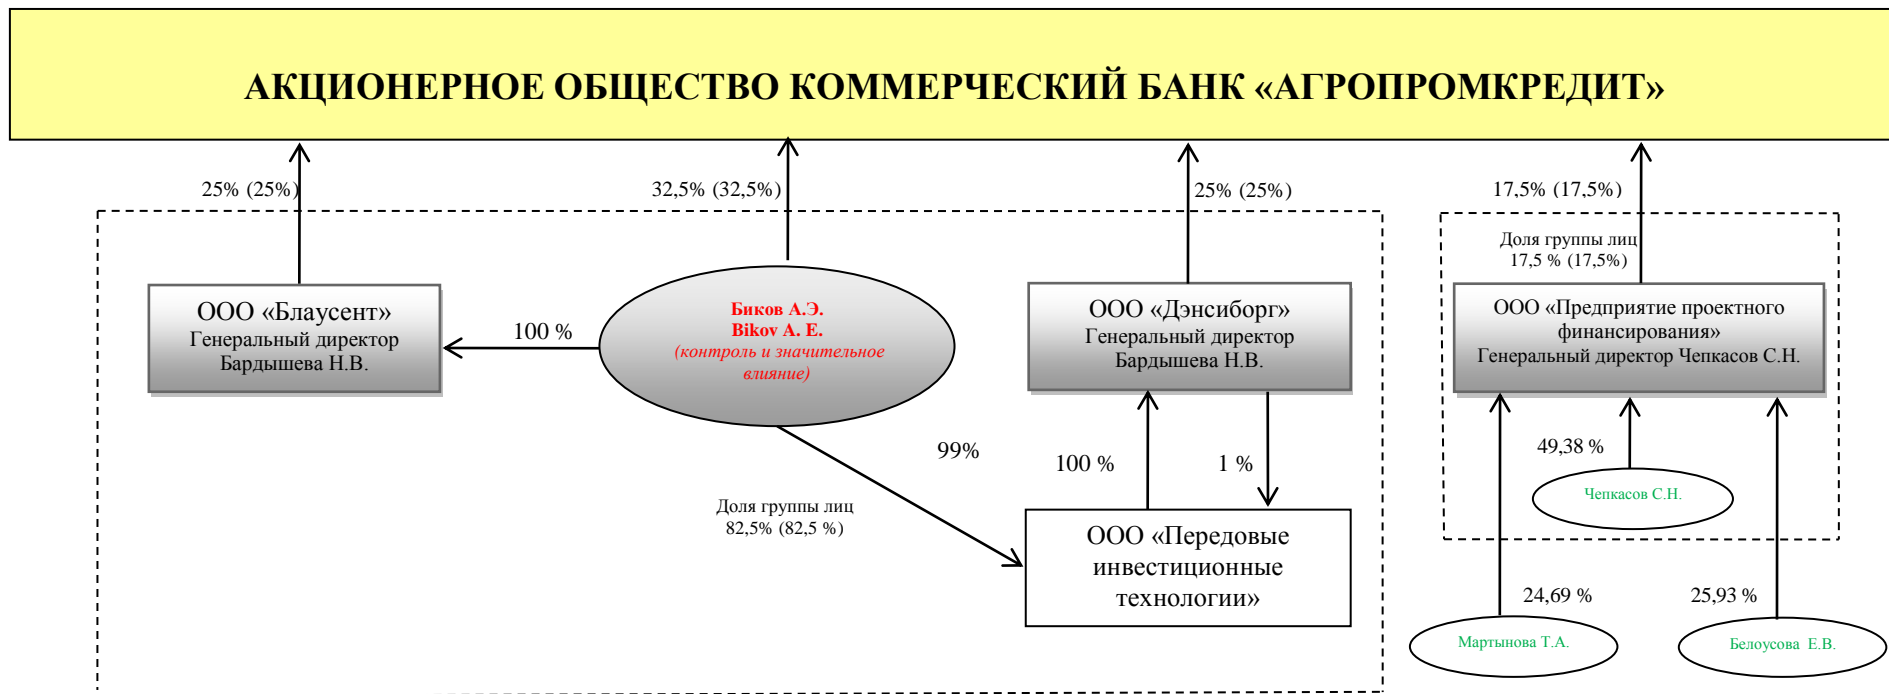 АКЦИОНЕРНОЕ ОБЩЕСТВО КОММЕРЧЕСКИЙ БАНК «АГРОПРОМКРЕДИТ»
25% (25%)
32,5% (32,5%)
25% (25%)
17,5% (17,5%)
Доля группы лиц
17,5 % (17,5%)
ООО «Блаусент»
Генеральный директор
Бардышева Н.В.
100 %
Биков А.Э.
Bikov A. E.
(контроль и значительное
влияние)
ООО «Дэнсиборг»
Генеральный директор
Бардышева Н.В.
ООО «Предприятие проектного
финансирования»
Генеральный директор Чепкасов С.Н.
99%
100 %
1 %
49,38 %
Чепкасов С.Н.
Доля группы лиц
82,5% (82,5 %)
ООО «Передовые
инвестиционные
технологии»
24,69 %
25,93 %
Мартынова Т.А.
Белоусова  Е.В.